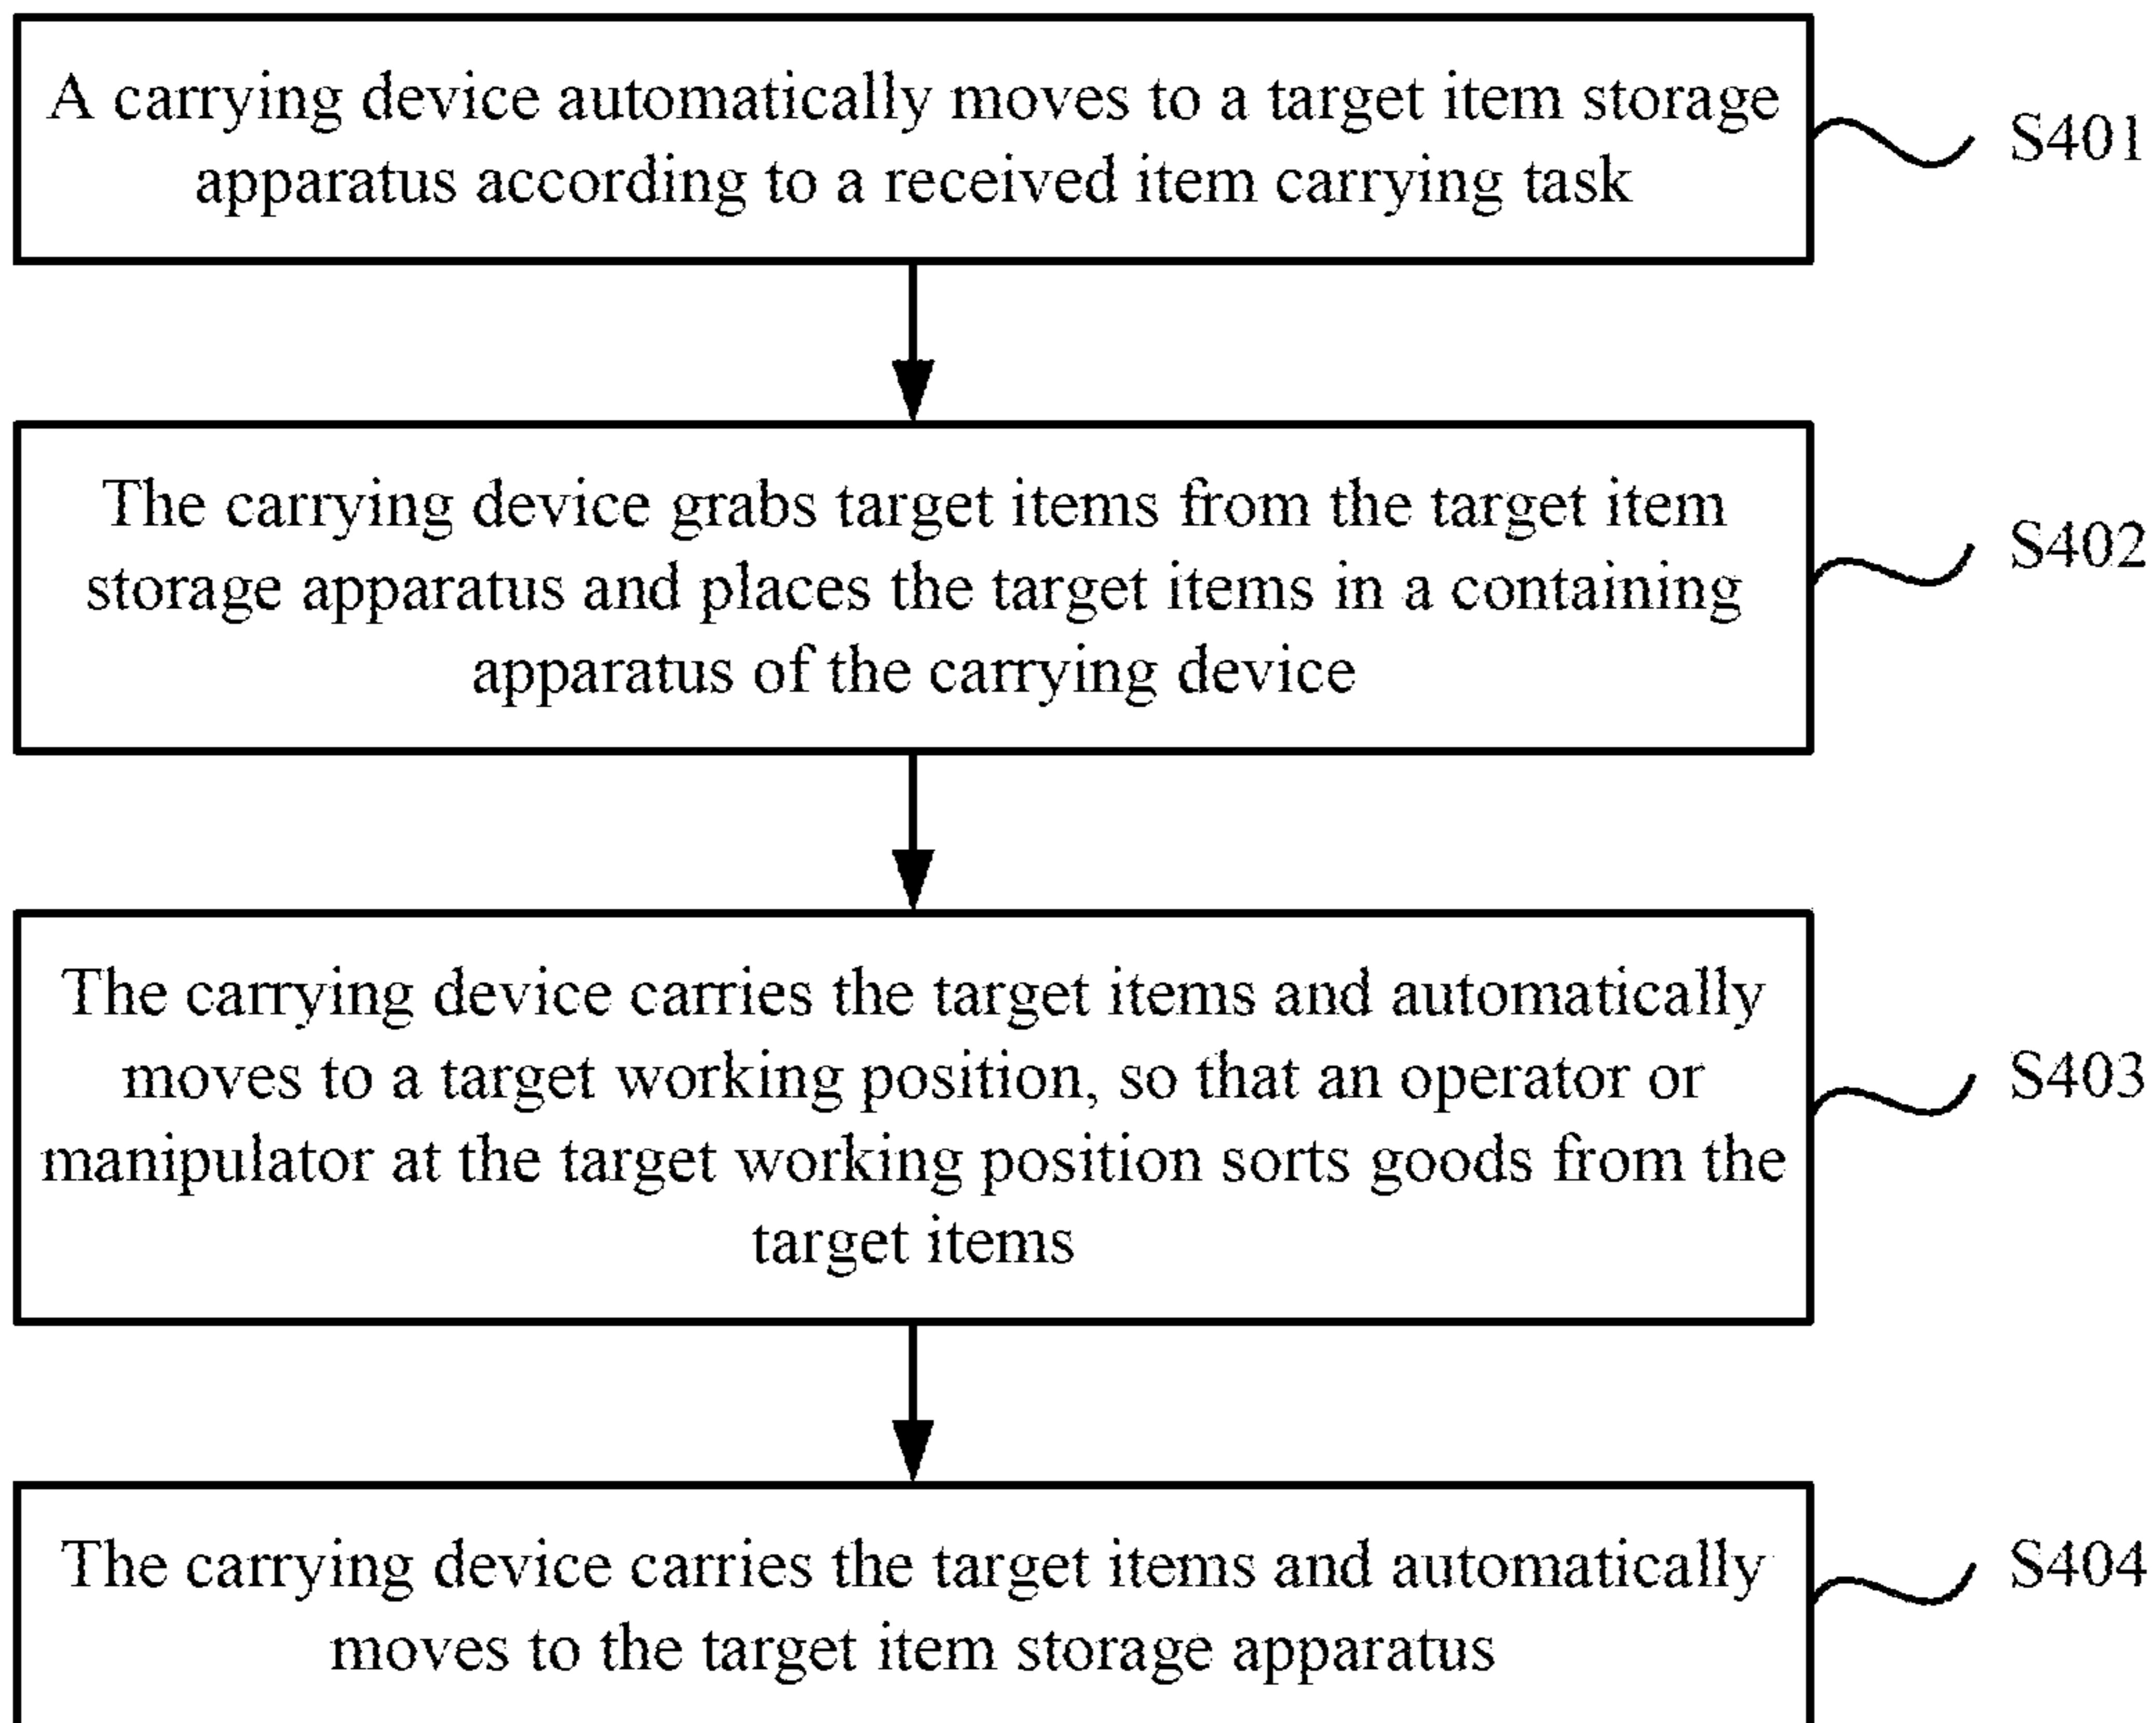 A carrying device automatically moves to a target item storage
apparatus according to a received item carrying task
S401
The carrying device grabs target items from the target item
storage apparatus and places the target items in a containing
apparatus of the carrying device
S402
The carrying device carries the target items and automatically
moves to a target working position, so that an operator or
manipulator at the target working position sorts goods from the
target items
S403
The carrying device carries the target items and automatically
moves to the target item storage apparatus
S404